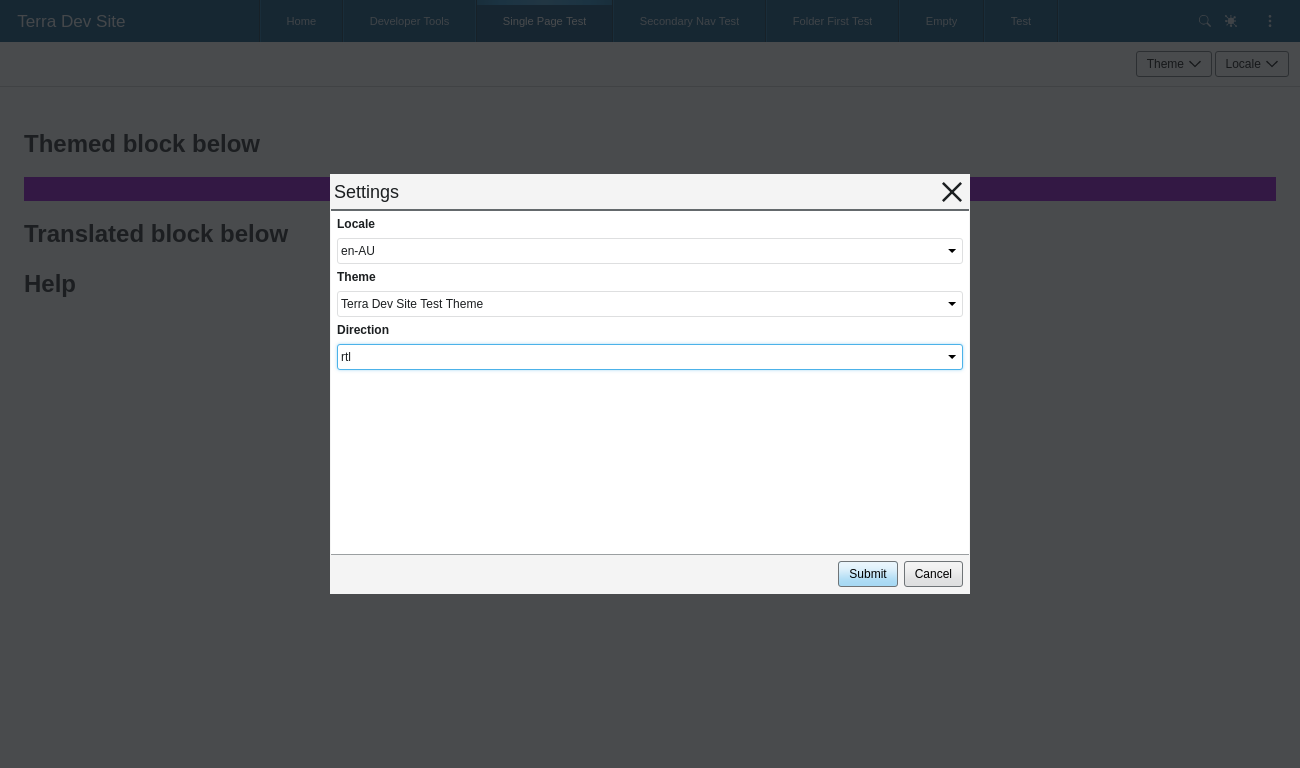 Terra Dev Site
Home
Developer Tools
Single Page Test
Secondary Nav Test
Folder First Test
Empty
Test
Theme
Locale
Themed block below
Translated block below
Help
Settings
Locale
en-AU
Theme
Terra Dev Site Test Theme
Direction
rtl
Submit
Cancel